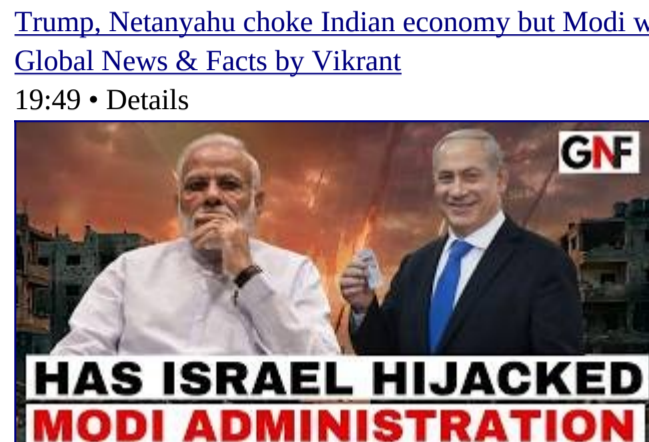 Trump, Netanyahu choke Indian economy but Modi
Global News & Facts by Vikrant
19:49 • Details
GNF
HAS ISRAEL HIJACKED
MODI ADMINISTRATION